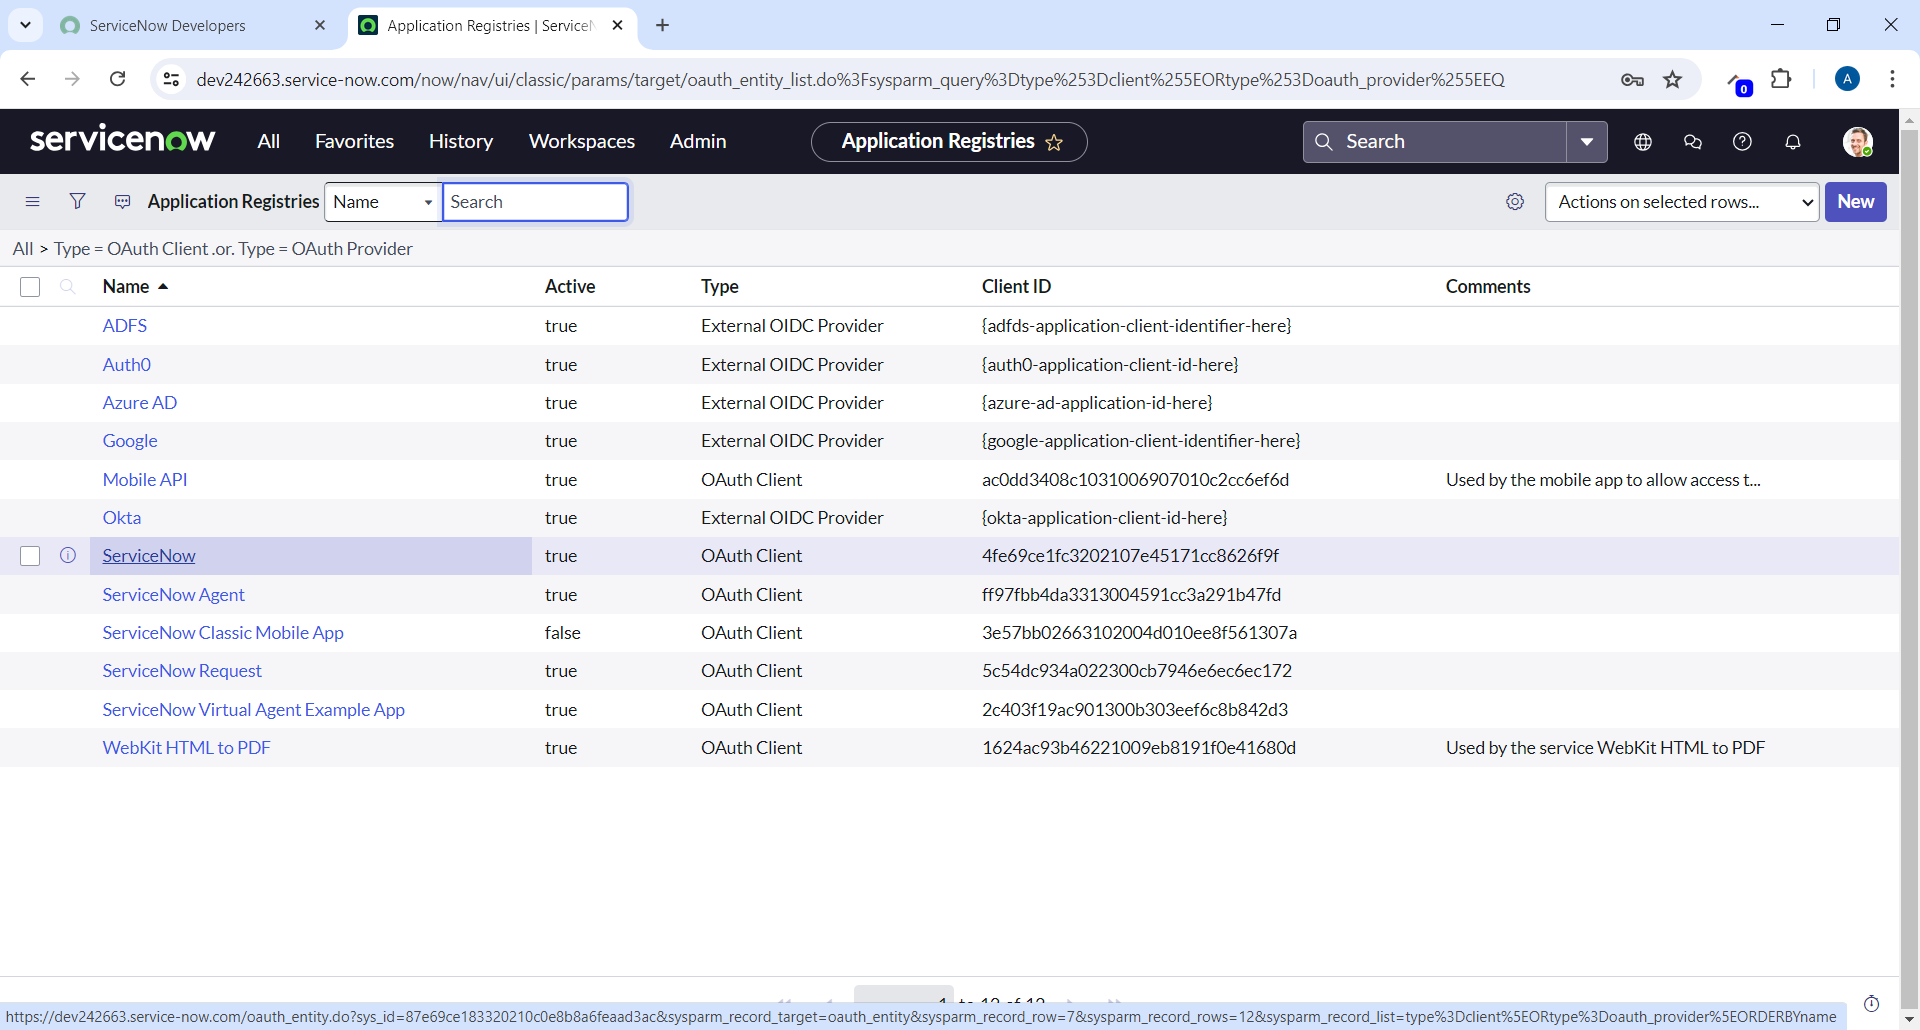 ServiceNow Developers
Application Registries | ServiceN
dev242663.service-now.com/now/nav/ui/classic/params/target/oauth_entity_list.do%3Fsysparm_query%3Dtype%253Dclient%255EORtype%253Doauth_provider%255EEQ
0
A
servicenow
All
Favorites
History
Workspaces
Admin
Application Registries
Search
Application Registries
Name
Search
Actions on selected rows...
New
All > Type = OAuth Client .or. Type = OAuth Provider
Name Active Type Client ID Comments
ADFS true External OIDC Provider {adfds-application-client-identifier-here}
Auth0 true External OIDC Provider {auth0-application-client-id-here}
Azure AD true External OIDC Provider {azure-ad-application-id-here}
Google true External OIDC Provider {google-application-client-identifier-here}
Mobile API true OAuth Client ac0dd3408c1031006907010c2cc6ef6d Used by the mobile app to allow access t...
Okta true External OIDC Provider {okta-application-client-id-here}
ServiceNow true OAuth Client 4fe69ce1fc3202107e45171cc8626f9f
ServiceNow Agent true OAuth Client ff97fbb4da3313004591cc3a291b47fd
ServiceNow Classic Mobile App false OAuth Client 3e57bb02663102004d010ee8f561307a
ServiceNow Request true OAuth Client 5c54dc934a022300cb7946e6ec6ec172
ServiceNow Virtual Agent Example App true OAuth Client 2c403f19ac901300b303eef6c8b842d3
WebKit HTML to PDF true OAuth Client 1624ac93b46221009eb8191f0e41680d Used by the service WebKit HTML to PDF
1 to 12 of 12
https://dev242663.service-now.com/oauth_entity.do?sys_id=87e69ce183320210c0e8b8a6feaad3ac&sysparm_record_target=oauth_entity&sysparm_record_row=7&sysparm_record_rows=12&sysparm_record_list=type%3Dclient%5EORtype%3Doauth_provider%5EORDERBYname